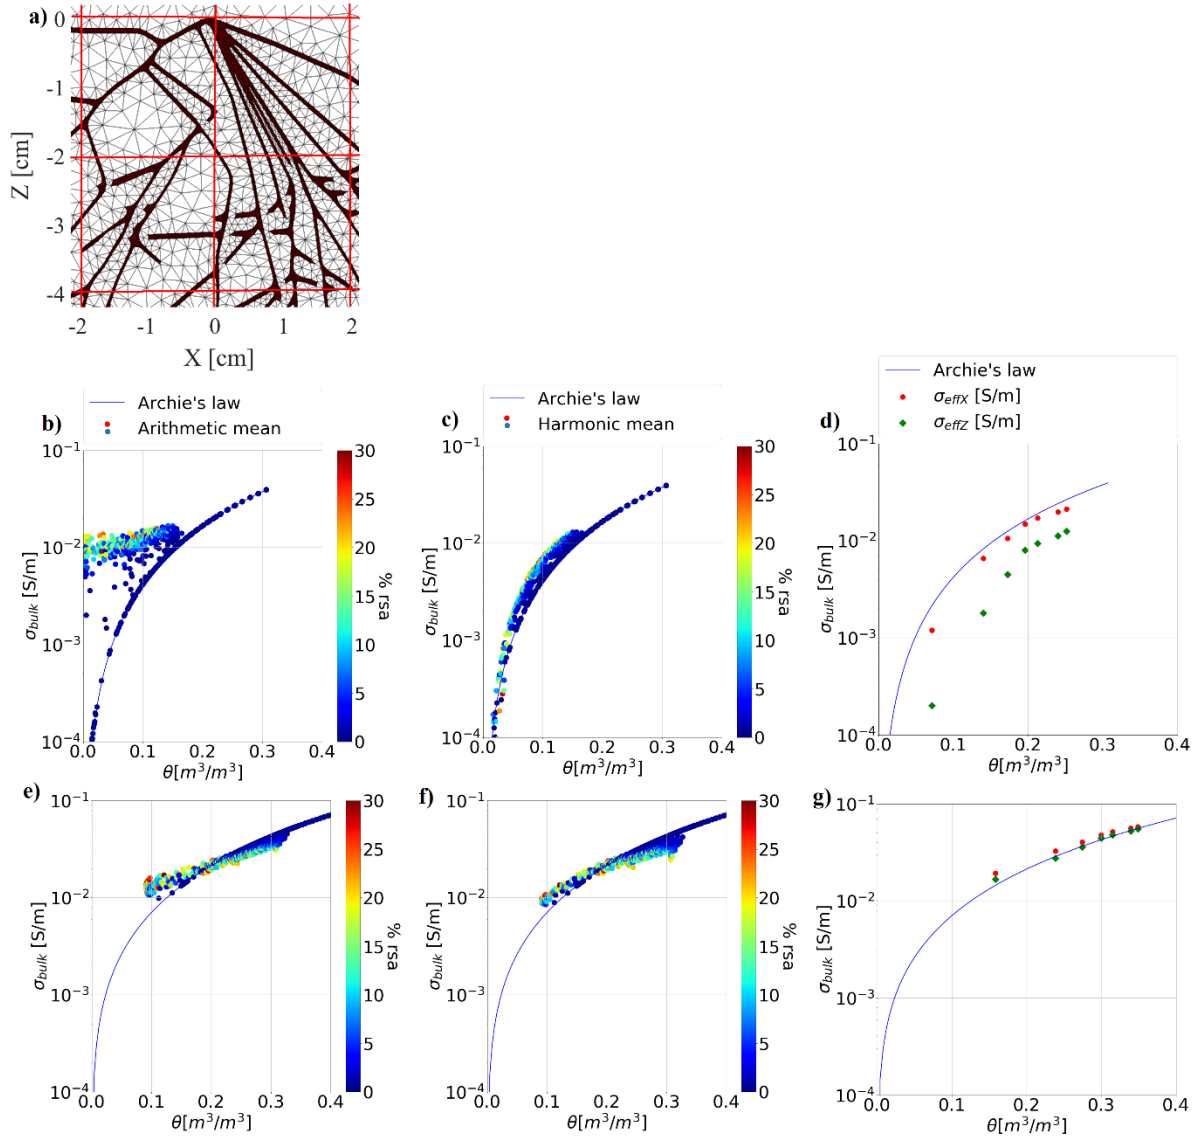 a)
0
-1
-2
-3
-4
Z [cm]
-2 -1 0 1 2
X [cm]
b)
Archie's law
Arithmetic mean
10⁻¹
10⁻²
10⁻³
10⁻⁴
σbulk [S/m]
0.0 0.1 0.2 0.3 0.4
θ[m³/m³]
30
25
20
15
10
5
0
% rsa
c)
Archie's law
Harmonic mean
10⁻¹
10⁻²
10⁻³
10⁻⁴
σbulk [S/m]
0.0 0.1 0.2 0.3 0.4
θ[m³/m³]
30
25
20
15
10
5
0
% rsa
d)
Archie's law
σeffX [S/m]
σeffZ [S/m]
10⁻¹
10⁻²
10⁻³
10⁻⁴
σbulk [S/m]
0.0 0.1 0.2 0.3 0.4
θ[m³/m³]
e)
10⁻¹
10⁻²
10⁻³
10⁻⁴
σbulk [S/m]
0.0 0.1 0.2 0.3 0.4
θ[m³/m³]
30
25
20
15
10
5
0
% rsa
f)
10⁻¹
10⁻²
10⁻³
10⁻⁴
σbulk [S/m]
0.0 0.1 0.2 0.3 0.4
θ[m³/m³]
30
25
20
15
10
5
0
% rsa
g)
10⁻¹
10⁻²
10⁻³
10⁻⁴
σbulk [S/m]
0.0 0.1 0.2 0.3 0.4
θ[m³/m³]